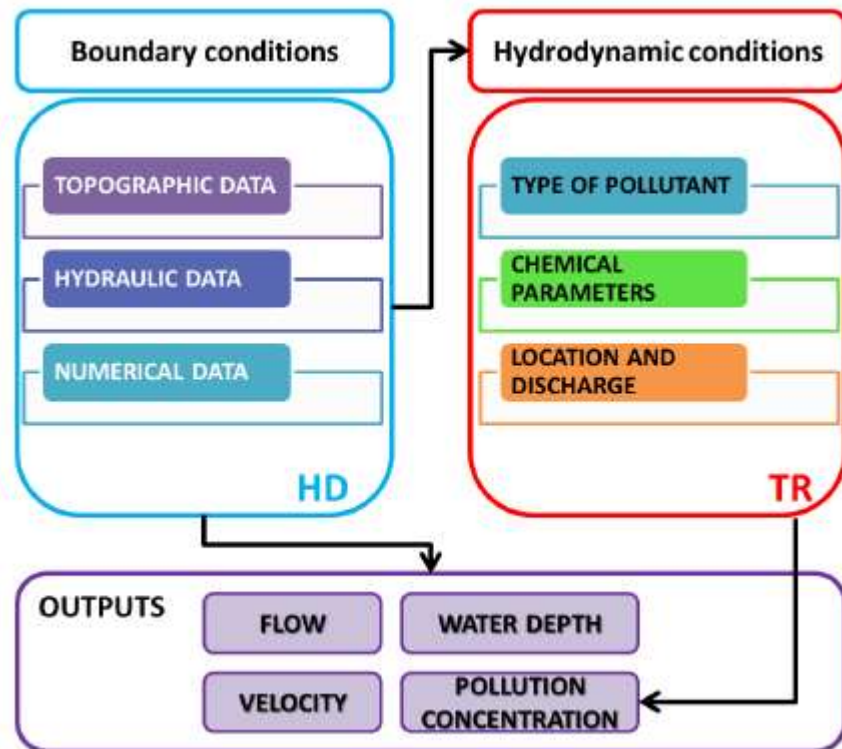 Boundary conditions
Hydrodynamic conditions
TOPOGRAPHIC DATA
HYDRAULIC DATA
NUMERICAL DATA
HD
TYPE OF POLLUTANT
CHEMICAL
PARAMETERS
LOCATION AND
DISCHARGE
TR
OUTPUTS
FLOW
WATER DEPTH
VELOCITY
POLLUTION
CONCENTRATION